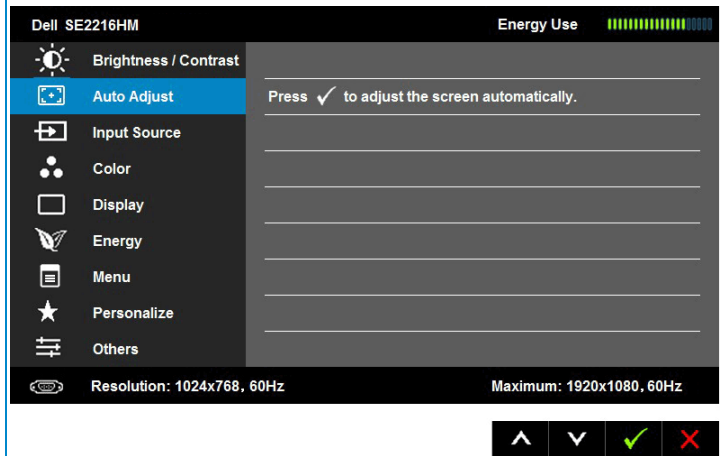 Dell SE2216HM Energy Use
Brightness / Contrast
Auto Adjust Press ✓ to adjust the screen automatically.
Input Source
Color
Display
Energy
Menu
Personalize
Others
Resolution: 1024x768, 60Hz Maximum: 1920x1080, 60Hz